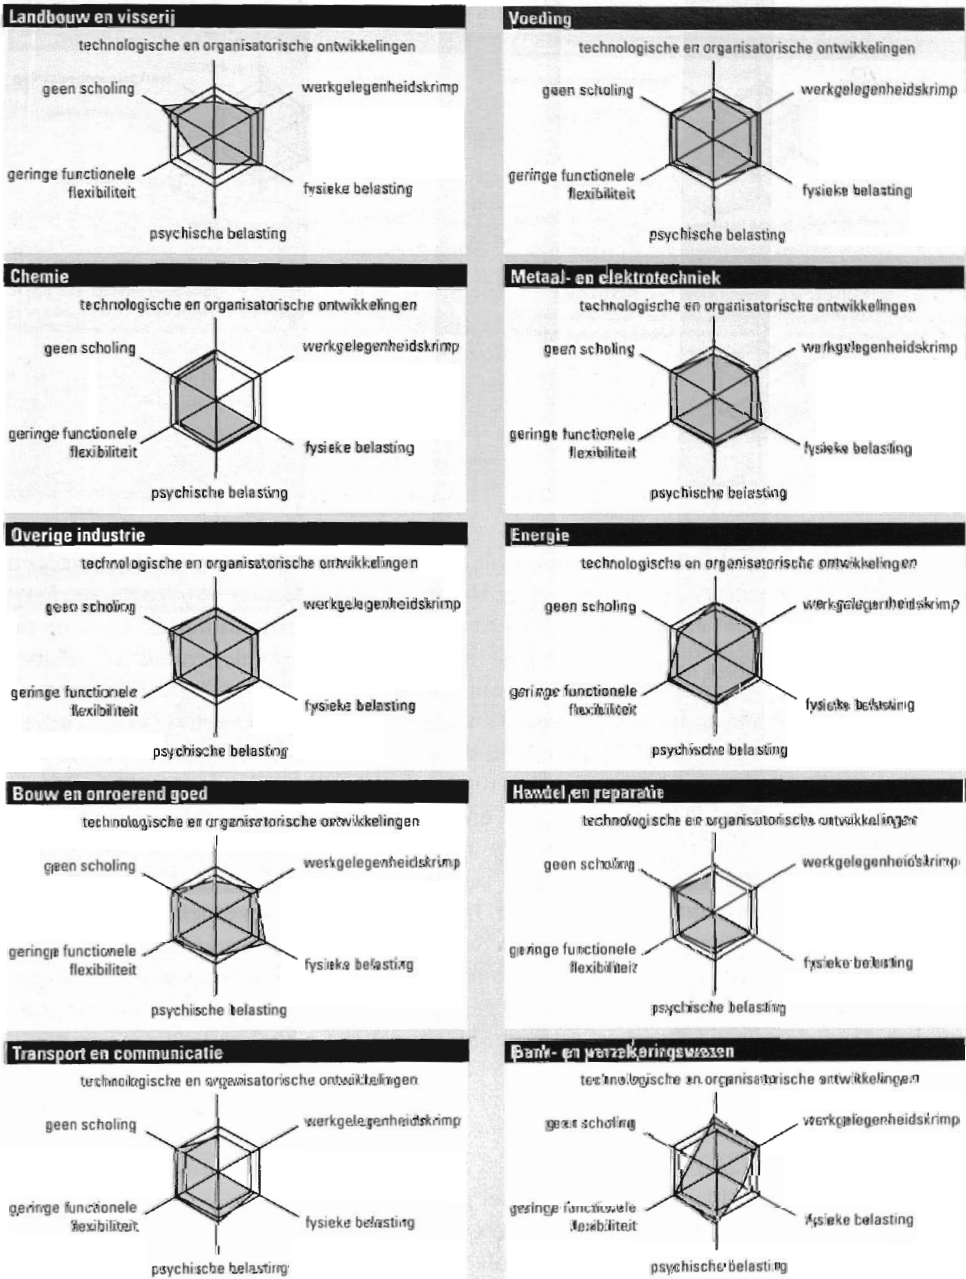 Landbouw en visserij
technologische en organisatorische ontwikkelingen
geen scholing
werkgelegenheidskrimp
geringe functionele
flexibiliteit
fysieke belasting
psychische belasting
Voeding
technologische en organisatorische ontwikkelingen
geen scholing
werkgelegenheidskrimp
geringe functionele
flexibiliteit
fysieke belasting
psychische belasting
Chemie
technologische en organisatorische ontwikkelingen
geen scholing
werkgelegenheidskrimp
geringe functionele
flexibiliteit
fysieke belasting
psychische belasting
Metaal- en elektrotechniek
technologische en organisatorische ontwikkelingen
geen scholing
werkgelegenheidskrimp
geringe functionele
flexibiliteit
fysieke belasting
psychische belasting
Overige industrie
technologische en organisatorische ontwikkelingen
geen scholing
werkgelegenheidskrimp
geringe functionele
flexibiliteit
fysieke belasting
psychische belasting
Energie
technologische en organisatorische ontwikkelingen
geen scholing
werkgelegenheidskrimp
geringe functionele
flexibiliteit
fysieke belasting
psychische belasting
Bouw en onroerend goed
technologische en organisatorische ontwikkelingen
geen scholing
werkgelegenheidskrimp
geringe functionele
flexibiliteit
fysieke belasting
psychische belasting
Handel en reparatie
technologische en organisatorische ontwikkelingen
geen scholing
werkgelegenheidskrimp
geringe functionele
flexibiliteit
fysieke belasting
psychische belasting
Transport en communicatie
technologische en organisatorische ontwikkelingen
geen scholing
werkgelegenheidskrimp
geringe functionele
flexibiliteit
fysieke belasting
psychische belasting
Bank- en verzekeringswezen
technologische en organisatorische ontwikkelingen
geen scholing
werkgelegenheidskrimp
geringe functionele
flexibiliteit
fysieke belasting
psychische belasting